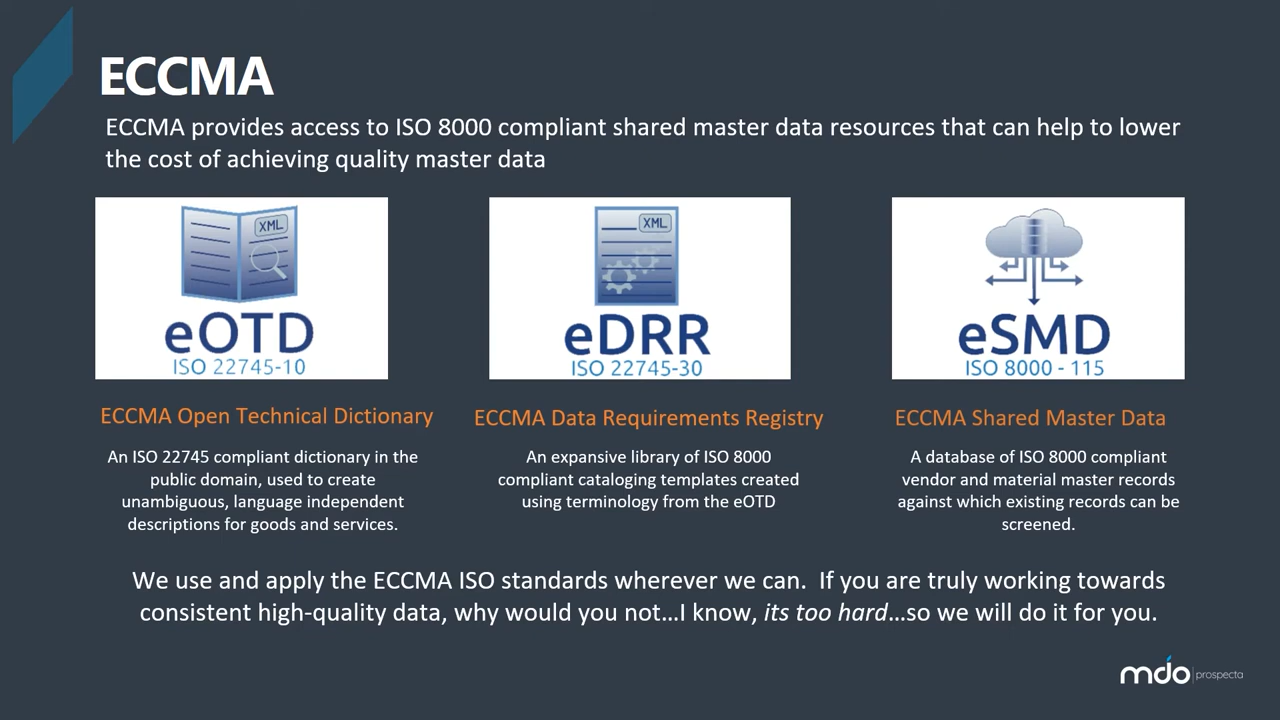 ECCMA
ECCMA provides access to ISO 8000 compliant shared master data resources that can help to lower
the cost of achieving quality master data
XML
eOTD
ISO 22745-10
XML
eDRR
ISO 22745-30
eSMD
ISO 8000 - 115
ECCMA Open Technical Dictionary
An ISO 22745 compliant dictionary in the
public domain, used to create
unambiguous, language independent
descriptions for goods and services.
ECCMA Data Requirements Registry
An expansive library of ISO 8000
compliant cataloging templates created
using terminology from the eOTD
ECCMA Shared Master Data
A database of ISO 8000 compliant
vendor and material master records
against which existing records can be
screened.
We use and apply the ECCMA ISO standards wherever we can.  If you are truly working towards
consistent high-quality data, why would you not…I know, its too hard…so we will do it for you.
mdo prospecta